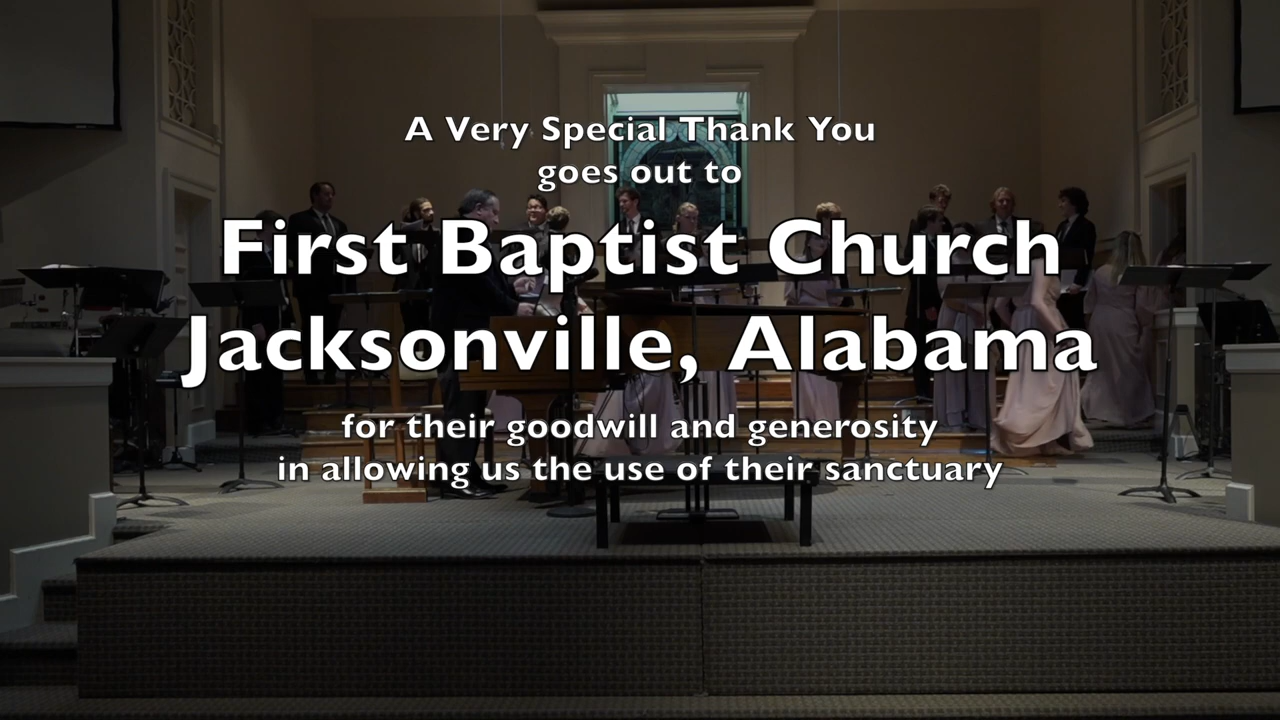 A Very Special Thank You
goes out to
First Baptist Church
Jacksonville, Alabama
for their goodwill and generosity
in allowing us the use of their sanctuary